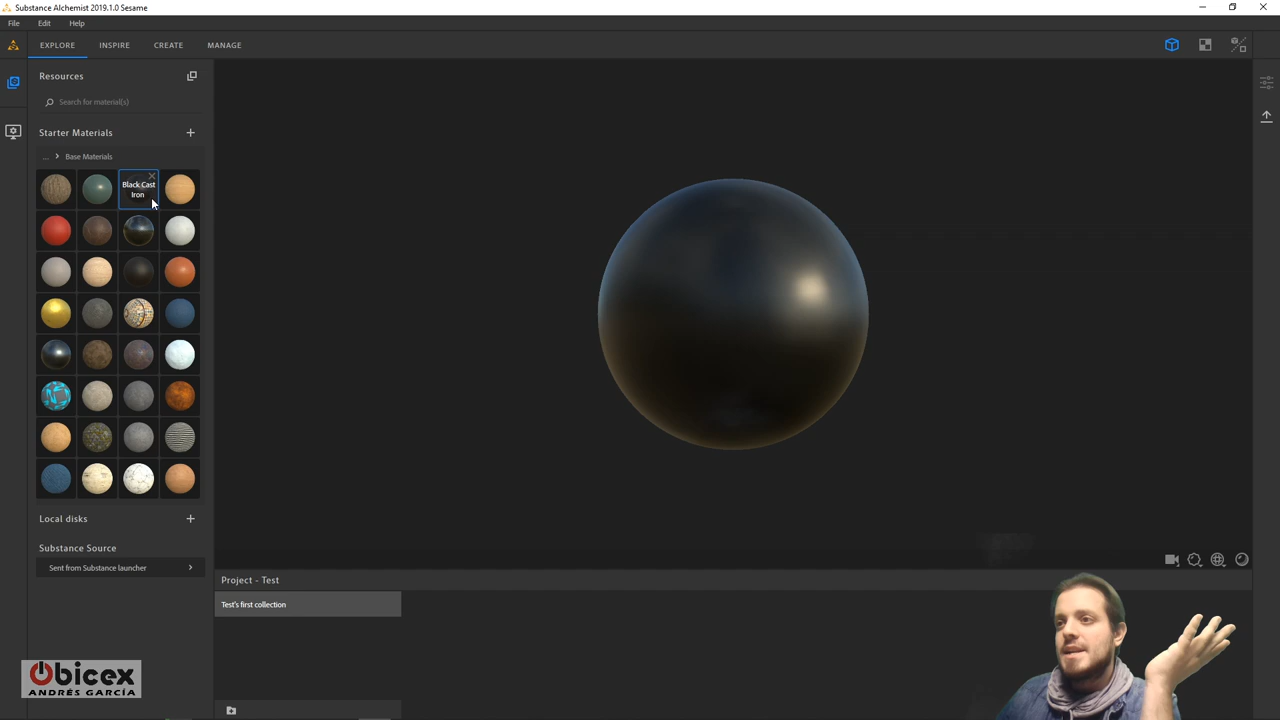 Substance Alchemist 2019.1.0 Sesame
File Edit Help
EXPLORE INSPIRE CREATE MANAGE
Resources
Search for material(s)
Starter Materials
... > Base Materials
Black Cast
Iron
Local disks
Substance Source
Sent from Substance launcher
Project - Test
Test's first collection
Obicex
ANDRÉS GARCÍA